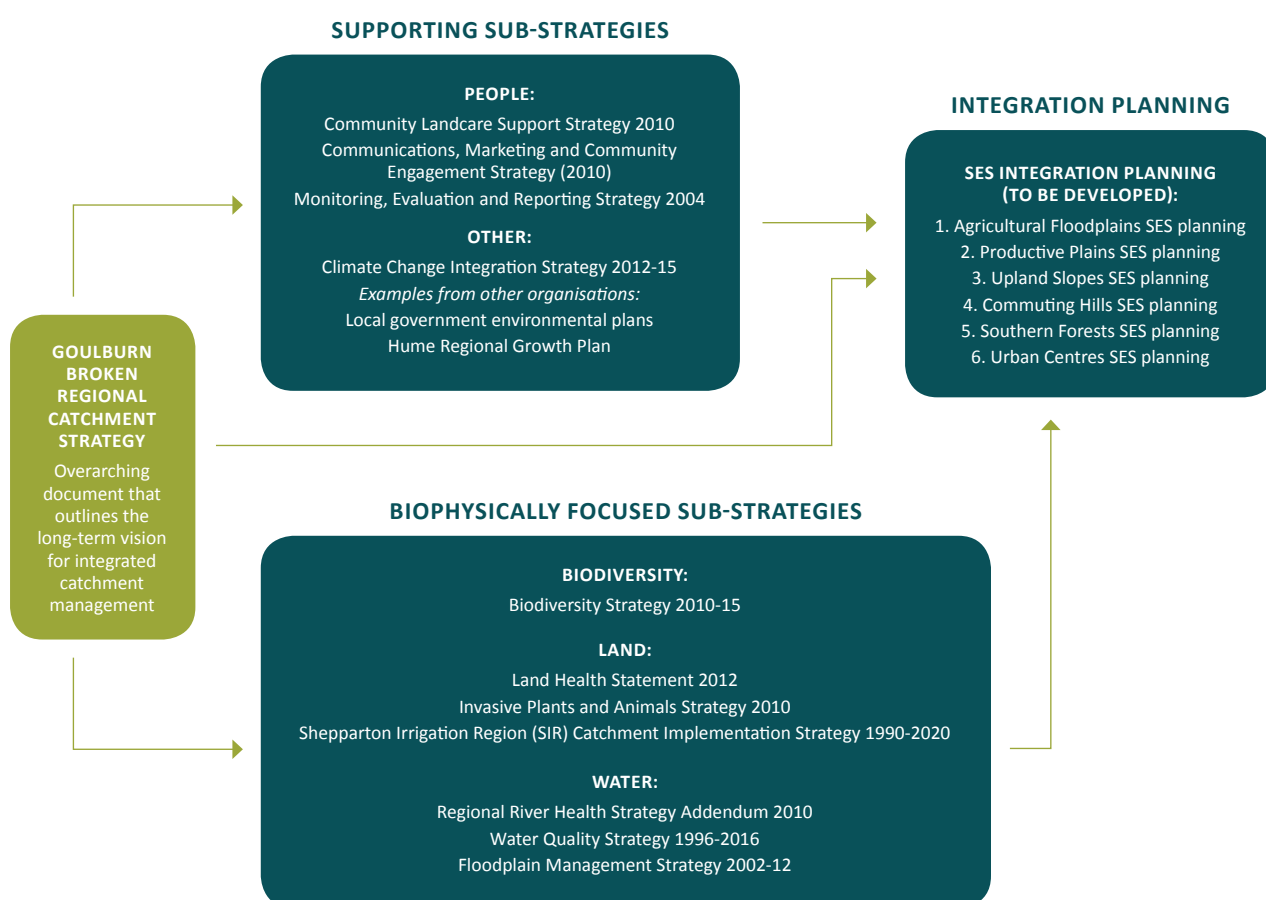 SUPPORTING SUB-STRATEGIES
PEOPLE:
Community Landcare Support Strategy 2010
Communications, Marketing and Community
Engagement Strategy (2010)
Monitoring, Evaluation and Reporting Strategy 2004
OTHER:
Climate Change Integration Strategy 2012-15
Examples from other organisations:
Local government environmental plans
Hume Regional Growth Plan
INTEGRATION PLANNING
SES INTEGRATION PLANNING
(TO BE DEVELOPED):
1. Agricultural Floodplains SES planning
2. Productive Plains SES planning
3. Upland Slopes SES planning
4. Commuting Hills SES planning
5. Southern Forests SES planning
6. Urban Centres SES planning
GOULBURN
BROKEN
REGIONAL
CATCHMENT
STRATEGY
Overarching
document that
outlines the
long-term vision
for integrated
catchment
management
BIOPHYSICALLY FOCUSED SUB-STRATEGIES
BIODIVERSITY:
Biodiversity Strategy 2010-15
LAND:
Land Health Statement 2012
Invasive Plants and Animals Strategy 2010
Shepparton Irrigation Region (SIR) Catchment Implementation Strategy 1990-2020
WATER:
Regional River Health Strategy Addendum 2010
Water Quality Strategy 1996-2016
Floodplain Management Strategy 2002-12